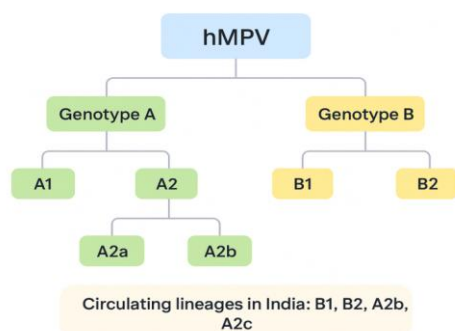 hMPV
Genotype A
Genotype B
A1
A2
B1
B2
A2a
A2b
Circulating lineages in India: B1, B2, A2b,
A2c